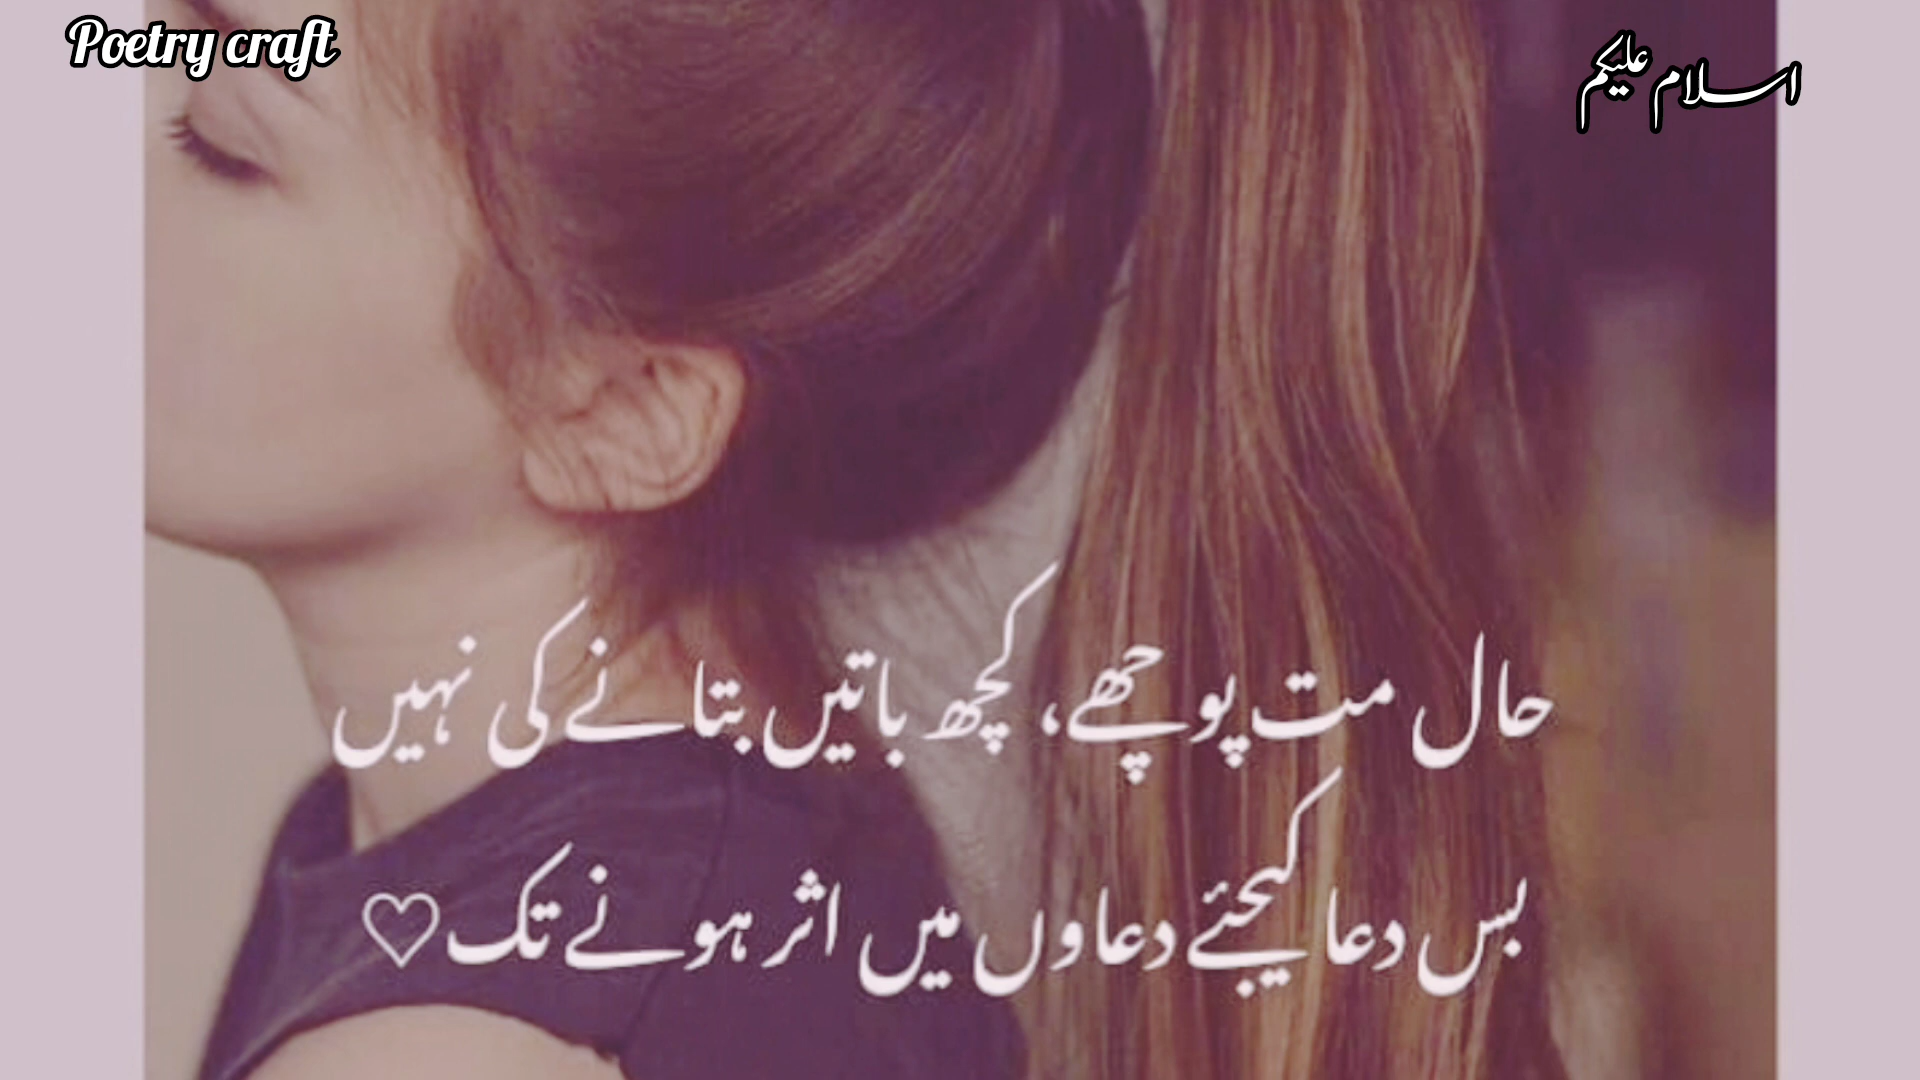 Poetry craft
اسلام علیکم
حال مت پوچھے، کچھ باتیں بتانے کی نہیں
بس دعا کیجئے دعاوں میں اثر ہونے تک♡